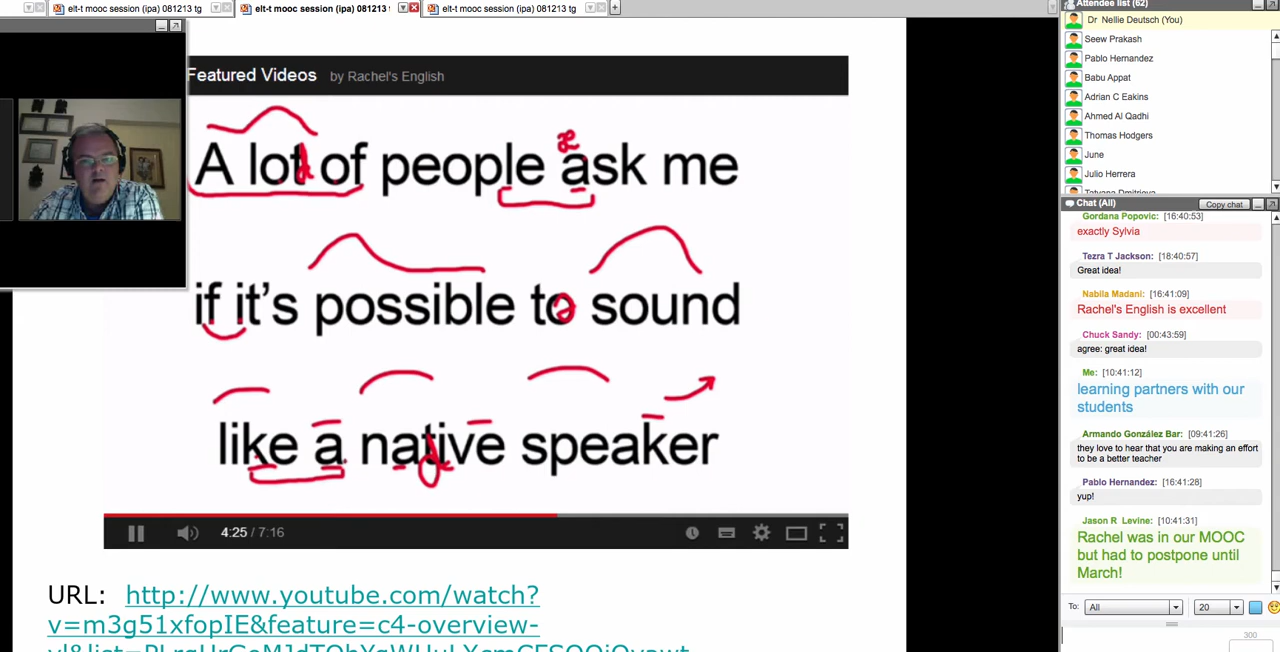 elt-t mooc session (ipa) 081213 tg
elt-t mooc session (ipa) 081213
elt-t mooc session (ipa) 081213 tg
Featured Videos by Rachel's English
A lot of people ask me
if it's possible to sound
like a native speaker
4:25 / 7:16
URL: http://www.youtube.com/watch?
v=m3g51xfopIE&feature=c4-overview-
Attendee list (62)
Dr Nellie Deutsch (You)
Seew Prakash
Pablo Hernandez
Babu Appat
Adrian C Eakins
Ahmed Al Qadhi
Thomas Hodgers
June
Julio Herrera
Tatyana Dmitrieva
Chat (All)
Copy chat
Gordana Popovic: [16:40:53]
exactly Sylvia
Tezra T Jackson: [18:40:57]
Great idea!
Nabila Madani: [16:41:09]
Rachel's English is excellent
Chuck Sandy: [00:43:59]
agree: great idea!
Me: [10:41:12]
learning partners with our
students
Armando González Bar: [09:41:26]
they love to hear that you are making an effort
to be a better teacher
Pablo Hernandez: [16:41:28]
yup!
Jason R Levine: [10:41:31]
Rachel was in our MOOC
but had to postpone until
March!
To: All 20
300